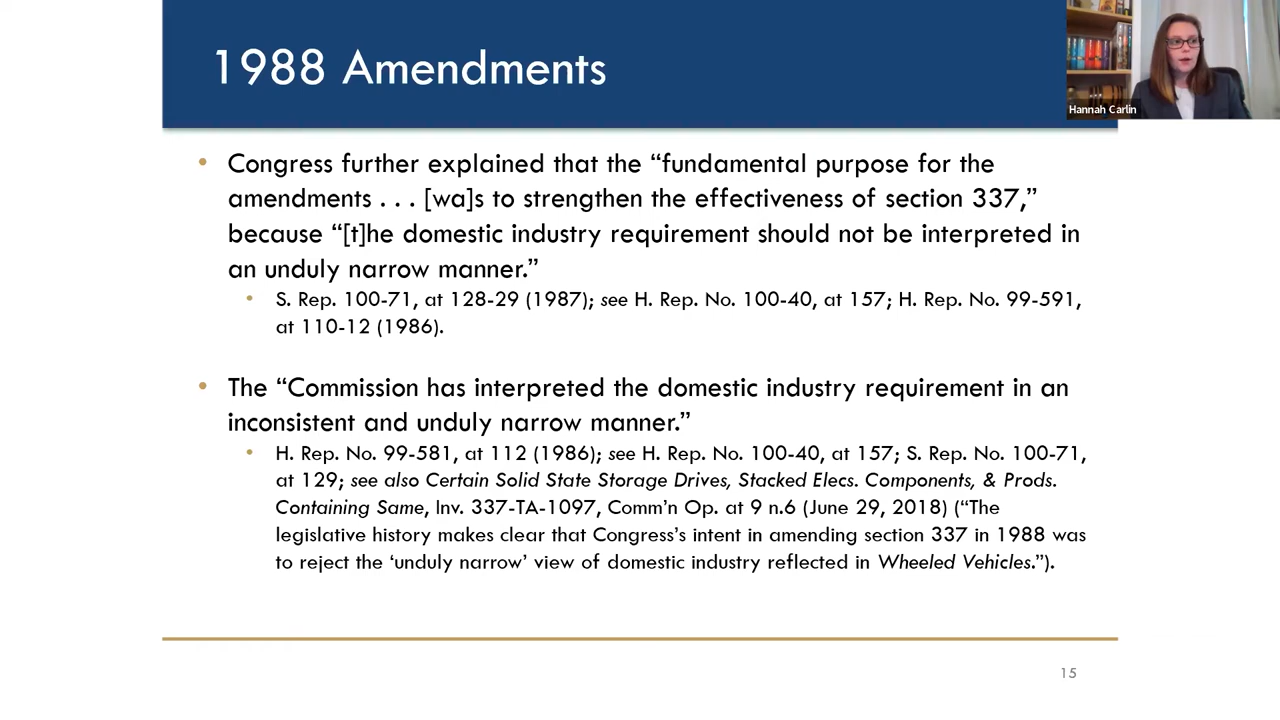 1988 Amendments
Hannah Carlin
• Congress further explained that the “fundamental purpose for the
amendments . . . [wa]s to strengthen the effectiveness of section 337,”
because “[t]he domestic industry requirement should not be interpreted in
an unduly narrow manner.”
• S. Rep. 100-71, at 128-29 (1987); see H. Rep. No. 100-40, at 157; H. Rep. No. 99-591,
at 110-12 (1986).
• The “Commission has interpreted the domestic industry requirement in an
inconsistent and unduly narrow manner.”
• H. Rep. No. 99-581, at 112 (1986); see H. Rep. No. 100-40, at 157; S. Rep. No. 100-71,
at 129; see also Certain Solid State Storage Drives, Stacked Elecs. Components, & Prods.
Containing Same, Inv. 337-TA-1097, Comm’n Op. at 9 n.6 (June 29, 2018) (“The
legislative history makes clear that Congress’s intent in amending section 337 in 1988 was
to reject the ‘unduly narrow’ view of domestic industry reflected in Wheeled Vehicles.”).
15